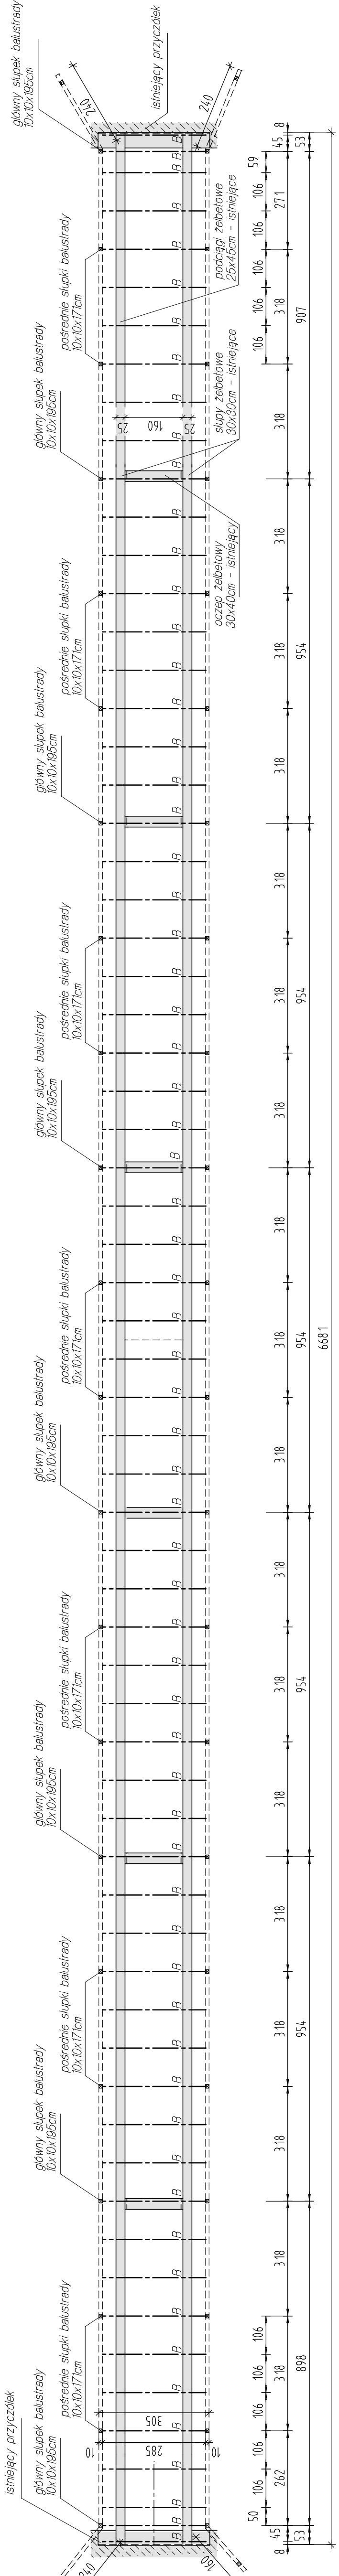 istniejący przyczółek
główny słupek balustrady
10x10x195cm
pośrednie słupki balustrady
10x10x171cm
główny słupek balustrady
10x10x195cm
pośrednie słupki balustrady
10x10x171cm
główny słupek balustrady
10x10x195cm
pośrednie słupki balustrady
10x10x171cm
główny słupek balustrady
10x10x195cm
pośrednie słupki balustrady
10x10x171cm
główny słupek balustrady
10x10x195cm
pośrednie słupki balustrady
10x10x171cm
główny słupek balustrady
10x10x195cm
pośrednie słupki balustrady
10x10x171cm
główny słupek balustrady
10x10x195cm
pośrednie słupki balustrady
10x10x171cm
główny słupek balustrady
10x10x195cm
istniejący przyczółek
240
240
240
160
10
285
10
305
25
160
25
B B B B B B B B B B B B B B B B B B B B B B B B B B B B B B B B B B B B B B B B B B B B B B B B B B B B B B B B B B B B B B B B B B
oczep żelbetowy
30x40cm - istniejący
słupy żelbetowe
30x30cm - istniejące
podciągi żelbetowe
25x45cm - istniejące
50 106 106 106 106 106 106 106 106 106 106 59
8 45 262 318 318 318 318 318 318 318 318 318 318 318 318 318 318 318 318 318 318 318 271 45 8
53 898 954 954 954 954 954 907 53
6681